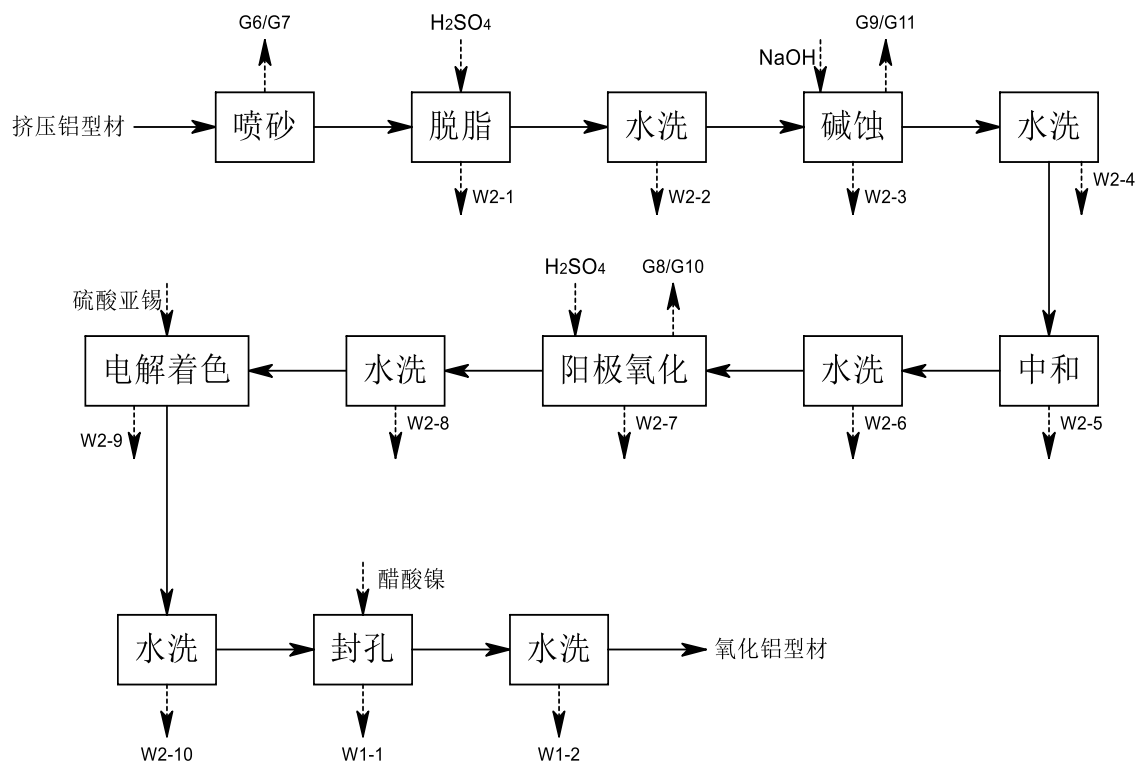 G6/G7
H2SO4
NaOH
G9/G11
挤压铝型材
喷砂
脱脂
水洗
碱蚀
水洗
W2-1
W2-2
W2-3
W2-4
硫酸亚锡
H2SO4
G8/G10
电解着色
水洗
阳极氧化
水洗
中和
W2-9
W2-8
W2-7
W2-6
W2-5
醋酸镍
水洗
封孔
水洗
氧化铝型材
W2-10
W1-1
W1-2